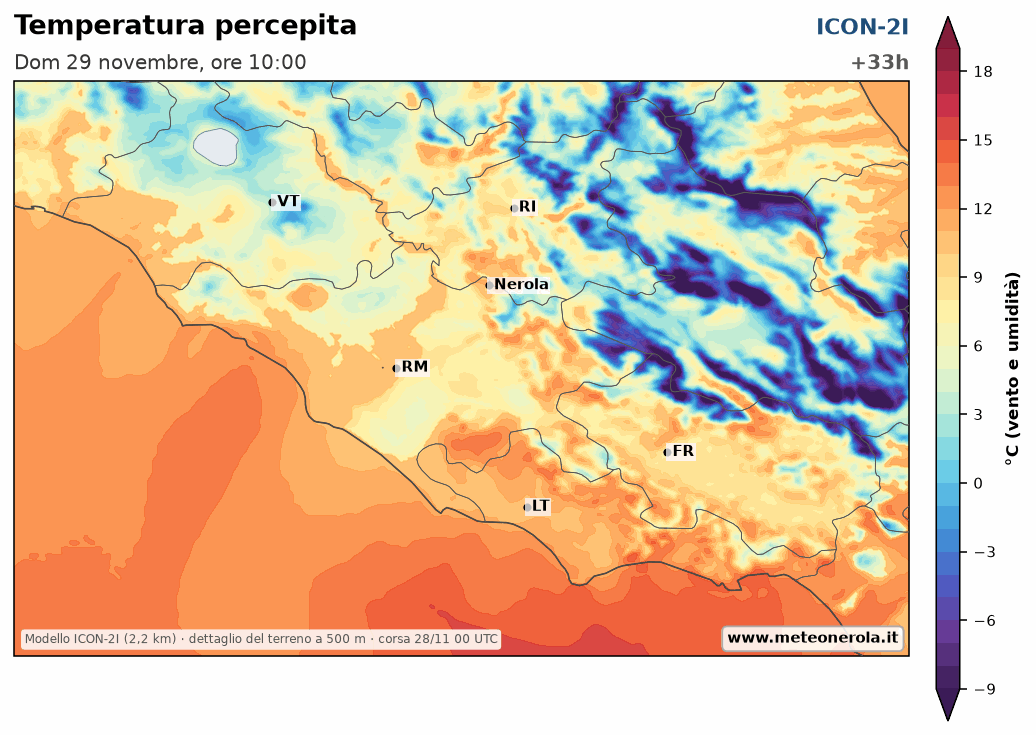 Temperatura percepita
ICON-2I
Dom 29 novembre, ore 10:00
+33h
VT
RI
Nerola
RM
FR
LT
Modello ICON-2I (2,2 km) · dettaglio del terreno a 500 m · corsa 28/11 00 UTC
www.meteonerola.it
18
15
12
9
6
3
0
−3
−6
−9
°C (vento e umidità)